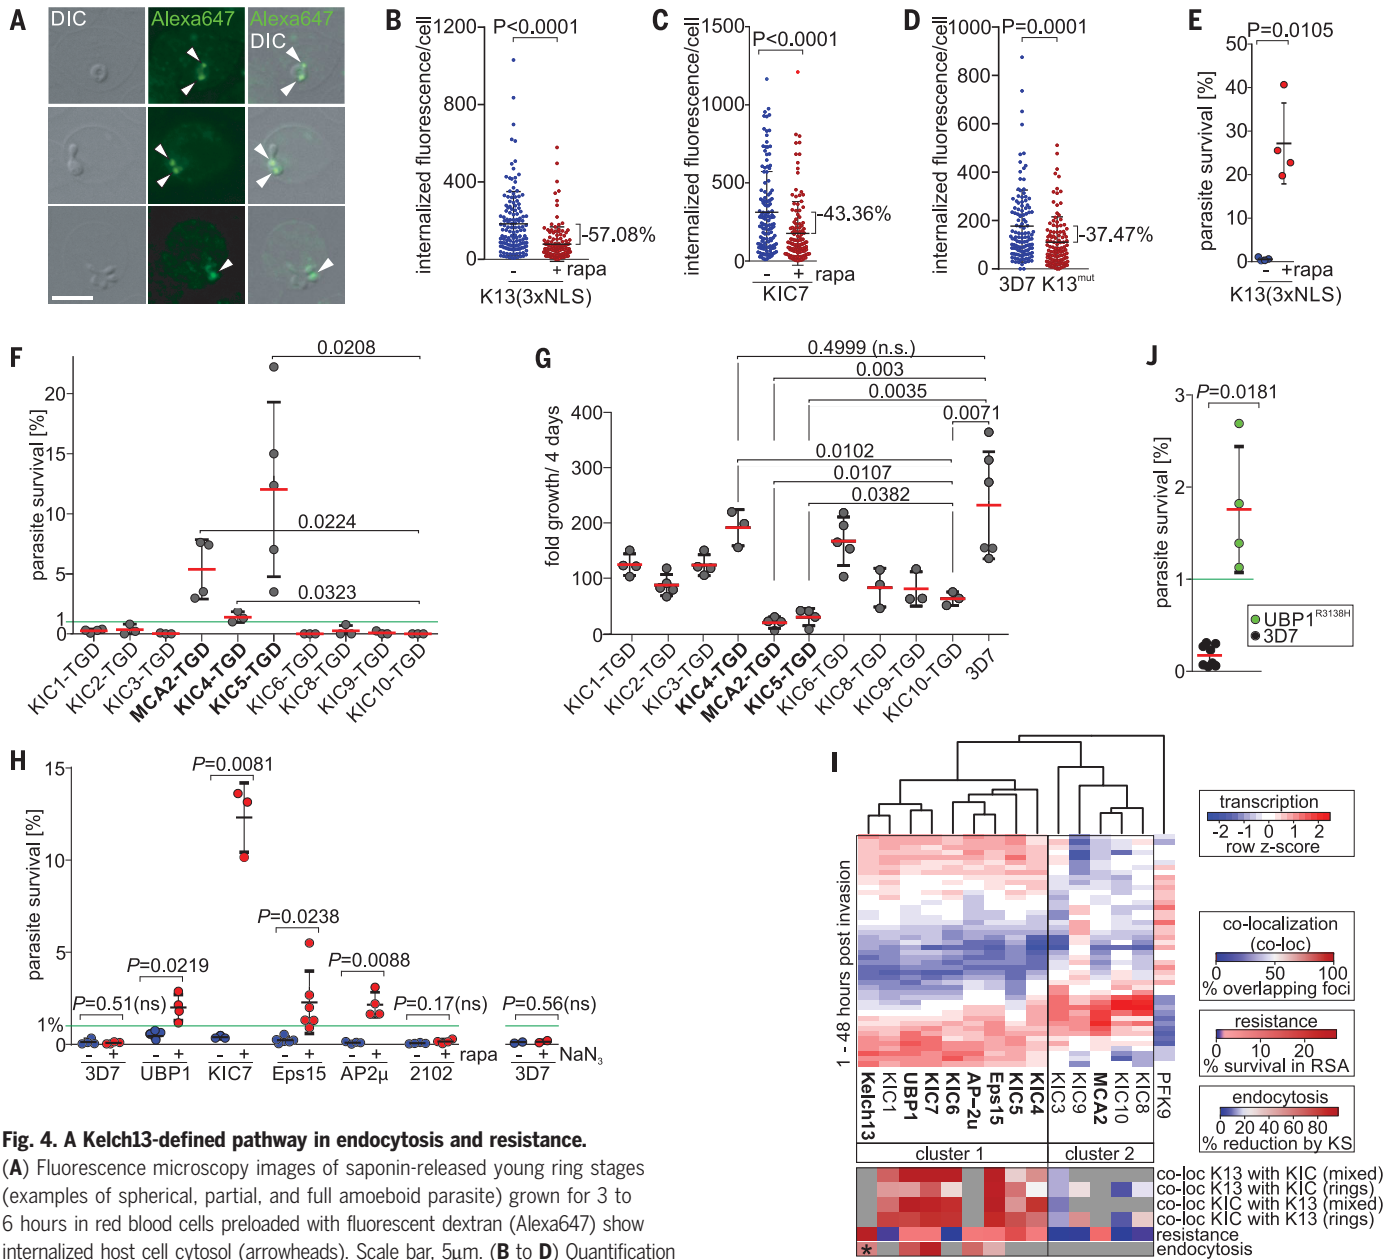 A
DIC
Alexa647
Alexa647
DIC
B
internalized fluorescence/cell
1200
800
400
0
P<0.0001
-57.08%
- + rapa
K13(3xNLS)
C
internalized fluorescence/cell
1500
1000
500
0
P<0.0001
-43.36%
- + rapa
KIC7
D
internalized fluorescence/cell
1000
800
600
400
200
0
P=0.0001
-37.47%
3D7 K13mut
E
parasite survival [%]
50
40
30
20
10
0
P=0.0105
- +rapa
K13(3xNLS)
F
parasite survival [%]
20
10
5
1
0
0.0208
0.0224
0.0323
KIC1-TGD
KIC2-TGD
KIC3-TGD
MCA2-TGD
KIC4-TGD
KIC5-TGD
KIC6-TGD
KIC8-TGD
KIC9-TGD
KIC10-TGD
G
fold growth/ 4 days
400
300
200
100
0
0.4999 (n.s.)
0.003
0.0035
0.0071
0.0102
0.0107
0.0382
KIC1-TGD
KIC2-TGD
KIC3-TGD
KIC4-TGD
MCA2-TGD
KIC5-TGD
KIC6-TGD
KIC8-TGD
KIC9-TGD
KIC10-TGD
3D7
J
parasite survival [%]
3
2
1
0
P=0.0181
UBP1R3138H
3D7
H
parasite survival [%]
15
10
5
1%
0
P=0.51(ns)
P=0.0219
P=0.0081
P=0.0238
P=0.0088
P=0.17(ns)
P=0.56(ns)
- + - + - + - + - + - + rapa - + NaN3
3D7 UBP1 KIC7 Eps15 AP2μ 2102 3D7
I
1 - 48 hours post invasion
Kelch13
KIC1
UBP1
KIC7
KIC6
AP-2u
Eps15
KIC5
KIC4
KIC3
KIC9
MCA2
KIC10
KIC8
PFK9
cluster 1 cluster 2
co-loc K13 with KIC (mixed)
co-loc K13 with KIC (rings)
co-loc KIC with K13 (mixed)
co-loc KIC with K13 (rings)
resistance
endocytosis
*
transcription
-2 -1 0 1 2
row z-score
co-localization
(co-loc)
0 50 100
% overlapping foci
resistance
0 10 20
% survival in RSA
endocytosis
0 20 40 60 80
% reduction by KS
Fig. 4. A Kelch13-defined pathway in endocytosis and resistance.
(A) Fluorescence microscopy images of saponin-released young ring stages
(examples of spherical, partial, and full amoeboid parasite) grown for 3 to
6 hours in red blood cells preloaded with fluorescent dextran (Alexa647) show
internalized host cell cytosol (arrowheads). Scale bar, 5μm. (B to D) Quantification